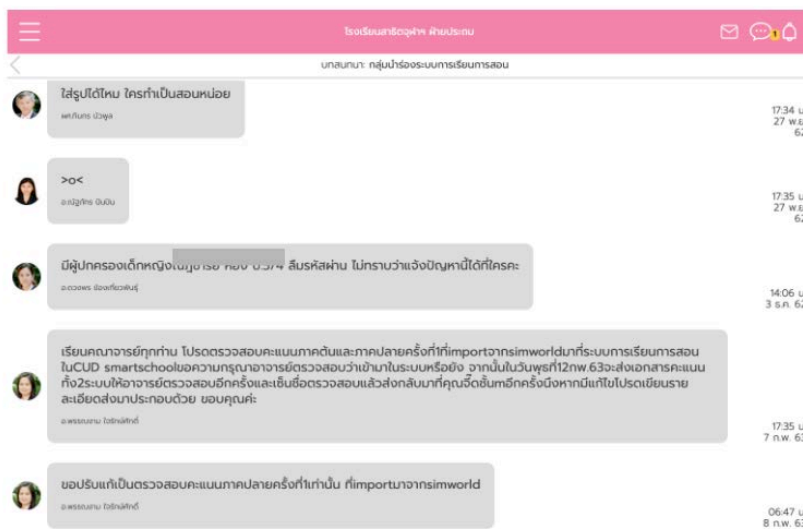 โรงเรียนสาธิตจุฬาฯ ฝ่ายประถม
1
บทสนทนา: กลุ่มนำร่องระบบการเรียนการสอน
ใส่รูปได้ไหม ใครทำเป็นสอนหน่อย
17:34 น
27 พ.ย
62
>o<
17:35 น
27 พ.ย
62
มีผู้ปกครองเด็กหญิง ลืมรหัสผ่าน ไม่ทราบว่าแจ้งปัญหานี้ได้ที่ใครคะ
14:06 น
3 ธ.ค. 62
เรียนคณาจารย์ทุกท่าน โปรดตรวจสอบคะแนนภาคต้นและภาคปลายครั้งที่1ที่importจากsimworldมาที่ระบบการเรียนการสอน
ในCUD smartschoolขอความกรุณาอาจารย์ตรวจสอบว่าเข้ามาในระบบหรือยัง จากนั้นในวันพุธที่12กพ.63จะส่งเอกสารคะแนน
ทั้ง2ระบบให้อาจารย์ตรวจสอบอีกครั้งและเซ็นชื่อตรวจสอบแล้วส่งกลับมาที่คุณจี๊ดชั้นmอีกครั้งนึงหากมีแก้ไขโปรดเขียนราย
ละเอียดส่งมาประกอบด้วย ขอบคุณค่ะ
17:35 น
7 ก.พ. 63
ขอปรับแก้เป็นตรวจสอบคะแนนภาคปลายครั้งที่1เท่านั้น ที่importมาจากsimworld
06:47 น
8 ก.พ. 63